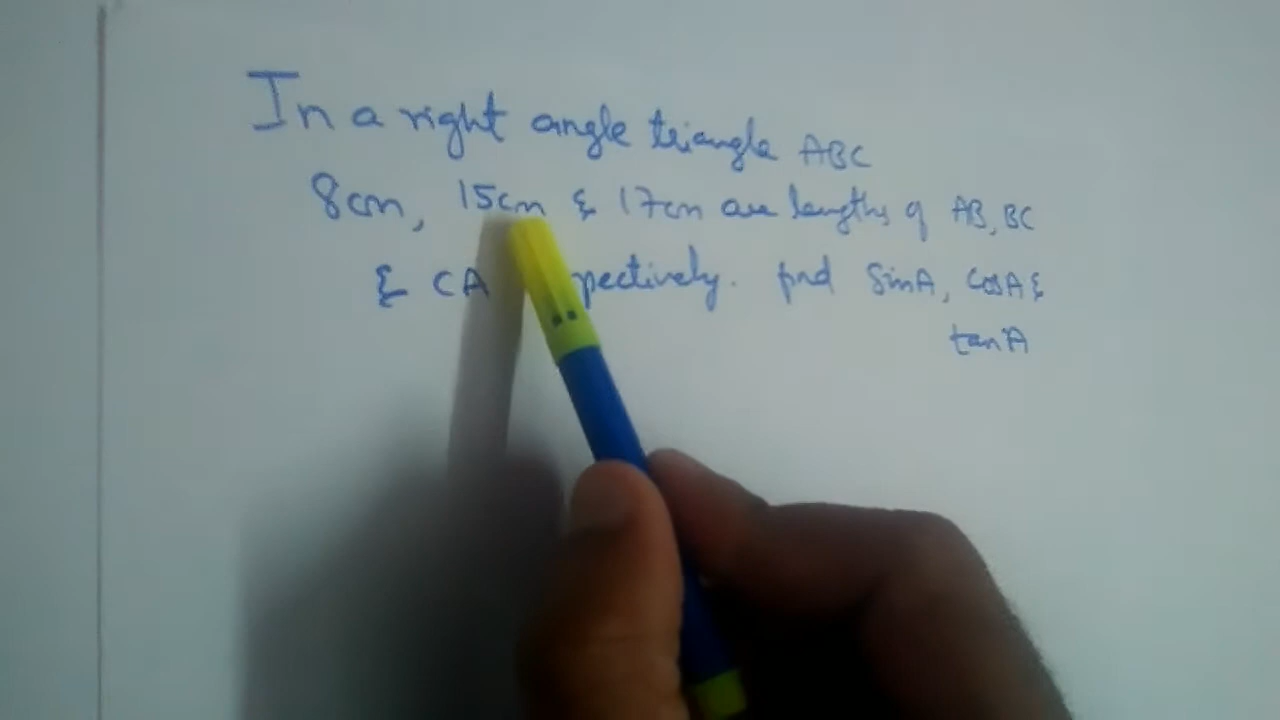 In a right angle triangle ABC
8cm, 15cm & 17cm are lengths of AB, BC
& CA pectively. find SinA, CosA &
tanA